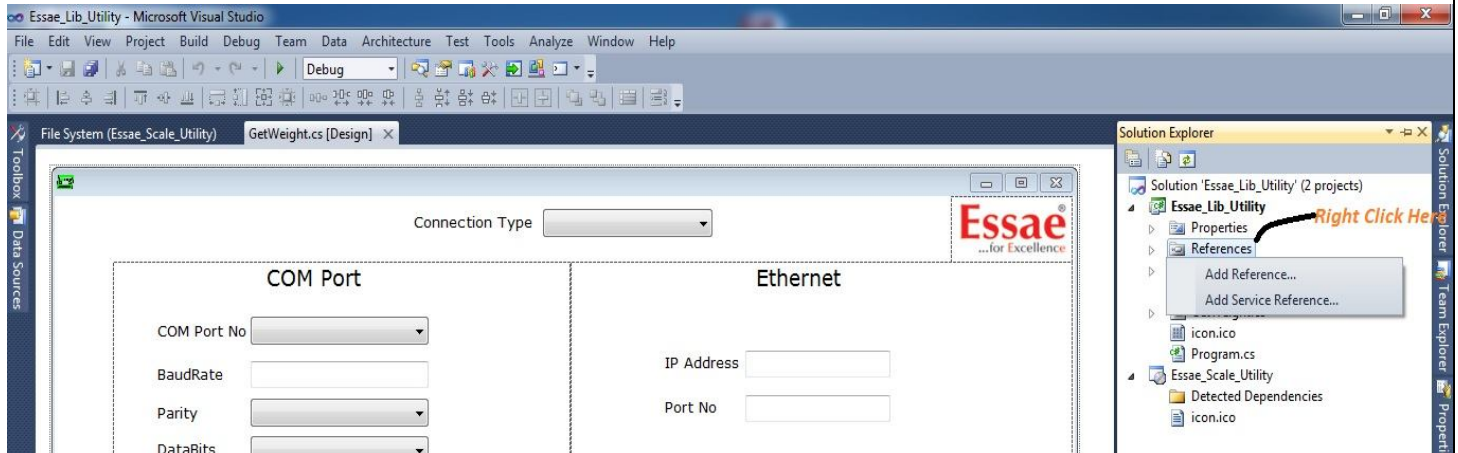 Essae_Lib_Utility - Microsoft Visual Studio
File Edit View Project Build Debug Team Data Architecture Test Tools Analyze Window Help
Debug
Toolbox
Data Sources
File System (Essae_Scale_Utility) GetWeight.cs [Design]
Connection Type
Essae®
...for Excellence
COM Port
COM Port No
BaudRate
Parity
DataBits
Ethernet
IP Address
Port No
Solution Explorer
Solution 'Essae_Lib_Utility' (2 projects)
Essae_Lib_Utility
Right Click Here
Properties
References
Add Reference...
Add Service Reference...
icon.ico
Program.cs
Essae_Scale_Utility
Detected Dependencies
icon.ico
Solution Explorer
Team Explorer
Properti